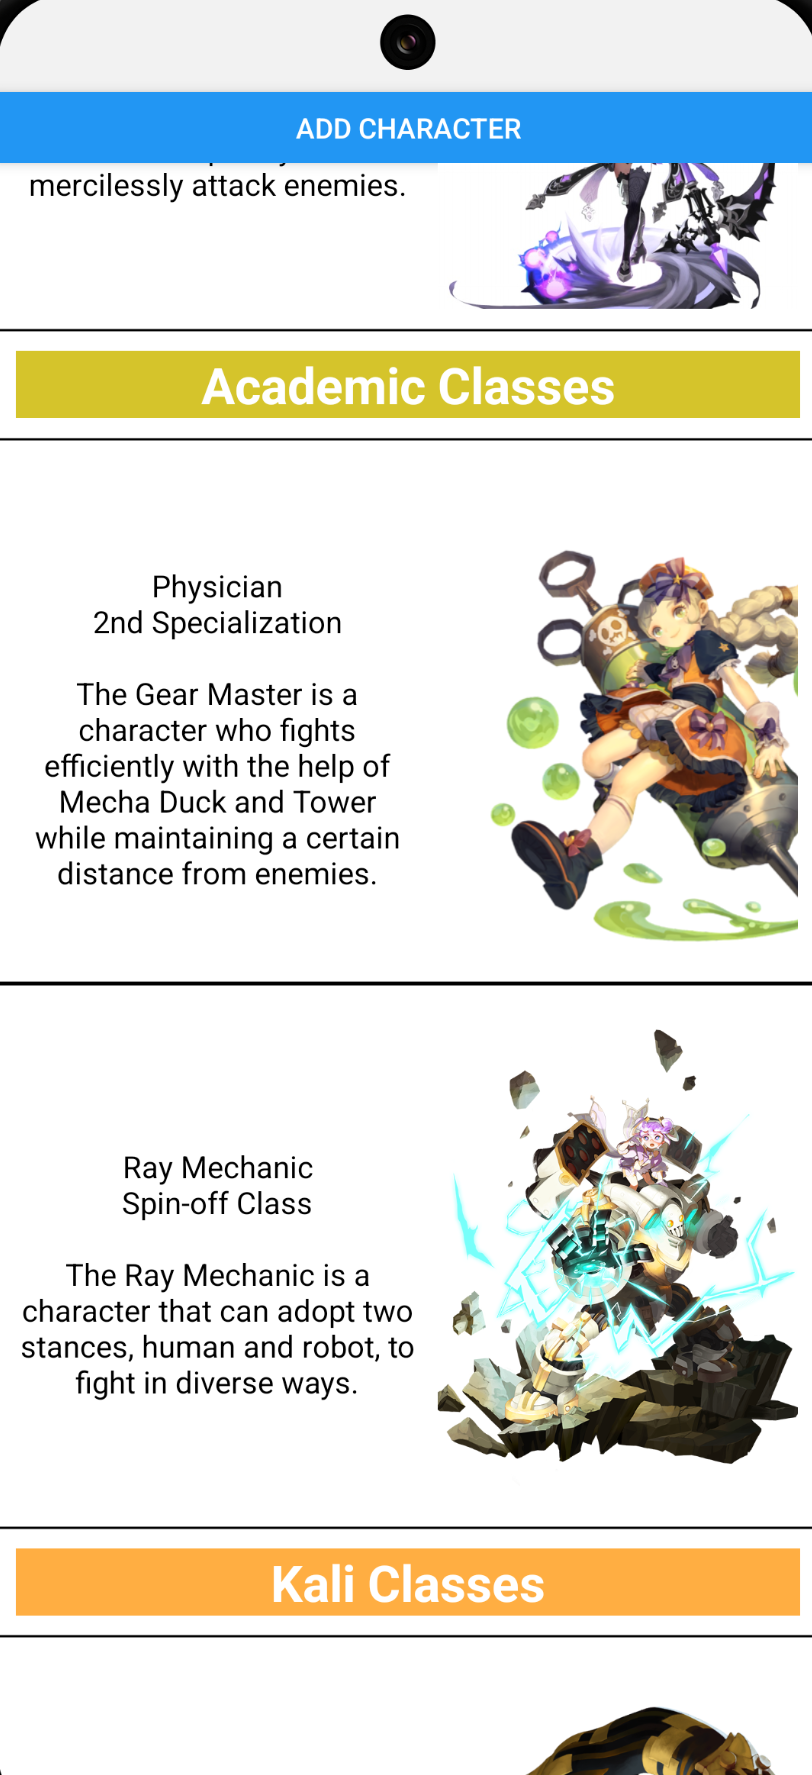 ADD CHARACTER
mercilessly attack enemies.
Academic Classes
Physician
2nd Specialization
The Gear Master is a
character who fights
efficiently with the help of
Mecha Duck and Tower
while maintaining a certain
distance from enemies.
Ray Mechanic
Spin-off Class
The Ray Mechanic is a
character that can adopt two
stances, human and robot, to
fight in diverse ways.
Kali Classes